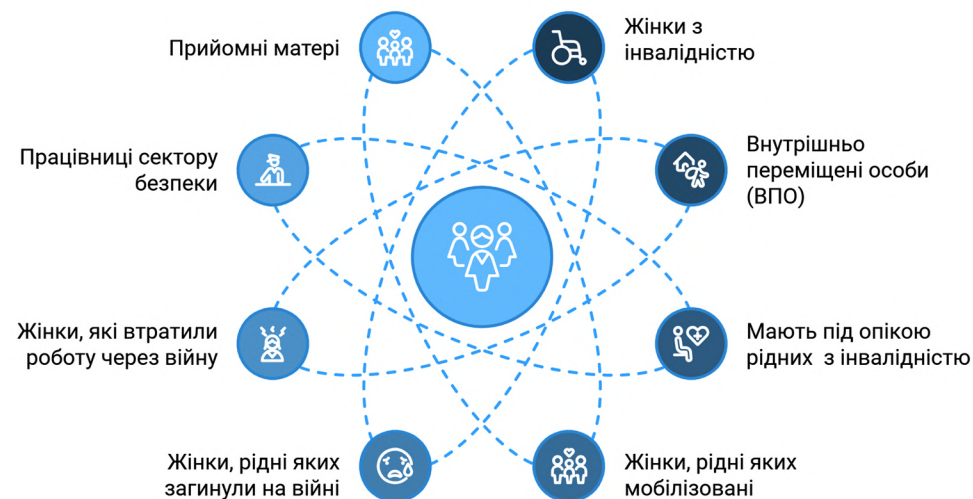 Прийомні матері
Жінки з
інвалідністю
Працівниці сектору
безпеки
Внутрішньо
переміщені особи
(ВПО)
Жінки, які втратили
роботу через війну
Мають під опікою
рідних з інвалідністю
Жінки, рідні яких
загинули на війні
Жінки, рідні яких
мобілізовані